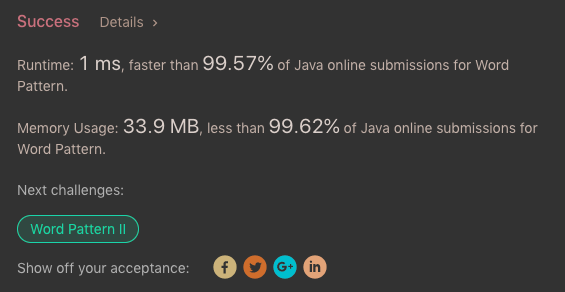 Success Details >
Runtime: 1 ms, faster than 99.57% of Java online submissions for Word
Pattern.
Memory Usage: 33.9 MB, less than 99.62% of Java online submissions for
Word Pattern.
Next challenges:
Word Pattern II
Show off your acceptance: f G+ in